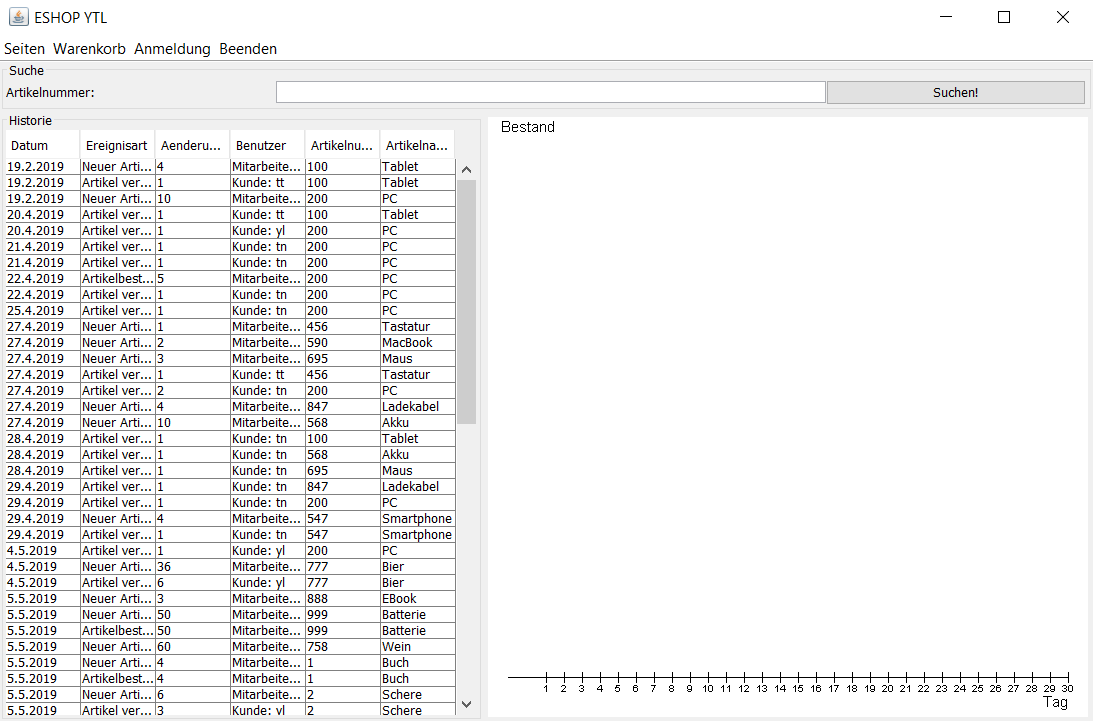 ESHOP YTL
Seiten Warenkorb Anmeldung Beenden
Suche
Artikelnummer: Suchen!
Historie
Datum Ereignisart Aenderu... Benutzer Artikelnu... Artikelna...
19.2.2019 Neuer Arti... 4 Mitarbeite... 100 Tablet
19.2.2019 Artikel ver... 1 Kunde: tt 100 Tablet
19.2.2019 Neuer Arti... 10 Mitarbeite... 200 PC
20.4.2019 Artikel ver... 1 Kunde: tt 100 Tablet
20.4.2019 Artikel ver... 1 Kunde: yl 200 PC
21.4.2019 Artikel ver... 1 Kunde: tn 200 PC
21.4.2019 Artikel ver... 1 Kunde: tn 200 PC
22.4.2019 Artikelbest... 5 Mitarbeite... 200 PC
22.4.2019 Artikel ver... 1 Kunde: tn 200 PC
25.4.2019 Artikel ver... 1 Kunde: tn 200 PC
27.4.2019 Neuer Arti... 1 Mitarbeite... 456 Tastatur
27.4.2019 Neuer Arti... 2 Mitarbeite... 590 MacBook
27.4.2019 Neuer Arti... 3 Mitarbeite... 695 Maus
27.4.2019 Artikel ver... 1 Kunde: tt 456 Tastatur
27.4.2019 Artikel ver... 2 Kunde: tn 200 PC
27.4.2019 Neuer Arti... 4 Mitarbeite... 847 Ladekabel
27.4.2019 Neuer Arti... 10 Mitarbeite... 568 Akku
28.4.2019 Artikel ver... 1 Kunde: tn 100 Tablet
28.4.2019 Artikel ver... 1 Kunde: tn 568 Akku
28.4.2019 Artikel ver... 1 Kunde: tn 695 Maus
29.4.2019 Artikel ver... 1 Kunde: tn 847 Ladekabel
29.4.2019 Artikel ver... 1 Kunde: tn 200 PC
29.4.2019 Neuer Arti... 4 Mitarbeite... 547 Smartphone
29.4.2019 Artikel ver... 1 Kunde: tn 547 Smartphone
4.5.2019 Artikel ver... 1 Kunde: yl 200 PC
4.5.2019 Neuer Arti... 36 Mitarbeite... 777 Bier
4.5.2019 Artikel ver... 6 Kunde: yl 777 Bier
5.5.2019 Neuer Arti... 3 Mitarbeite... 888 EBook
5.5.2019 Neuer Arti... 50 Mitarbeite... 999 Batterie
5.5.2019 Artikelbest... 50 Mitarbeite... 999 Batterie
5.5.2019 Neuer Arti... 60 Mitarbeite... 758 Wein
5.5.2019 Neuer Arti... 4 Mitarbeite... 1 Buch
5.5.2019 Artikelbest... 4 Mitarbeite... 1 Buch
5.5.2019 Neuer Arti... 6 Mitarbeite... 2 Schere
5.5.2019 Artikel ver... 3 Kunde: yl 2 Schere
Bestand
1 2 3 4 5 6 7 8 9 10 11 12 13 14 15 16 17 18 19 20 21 22 23 24 25 26 27 28 29 30
Tag